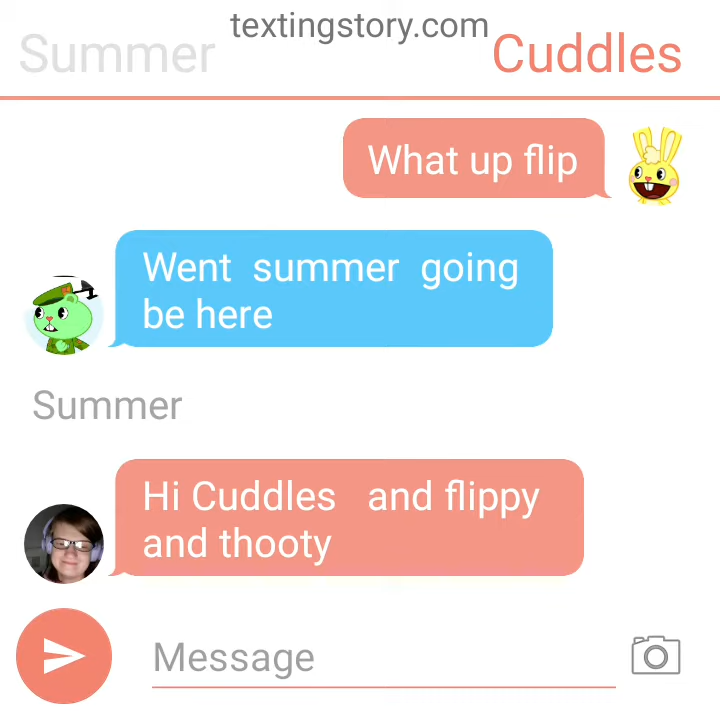 textingstory.com
Summer
Cuddles
What up flip
Went summer going
be here
Summer
Hi Cuddles and flippy
and thooty
Message